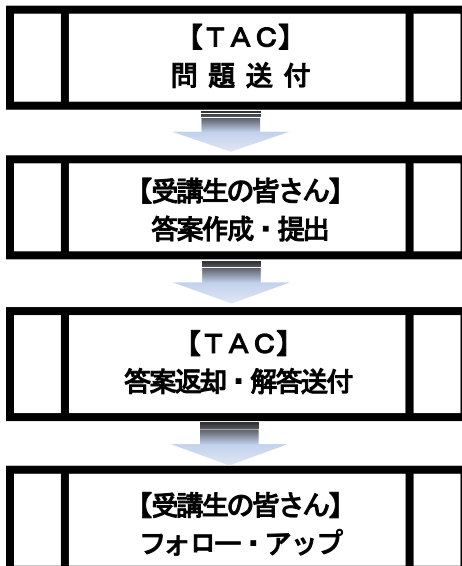 【ＴＡＣ】
問 題 送 付
【受講生の皆さん】
答案作成・提出
【ＴＡＣ】
答案返却・解答送付
【受講生の皆さん】
フォロー・アップ